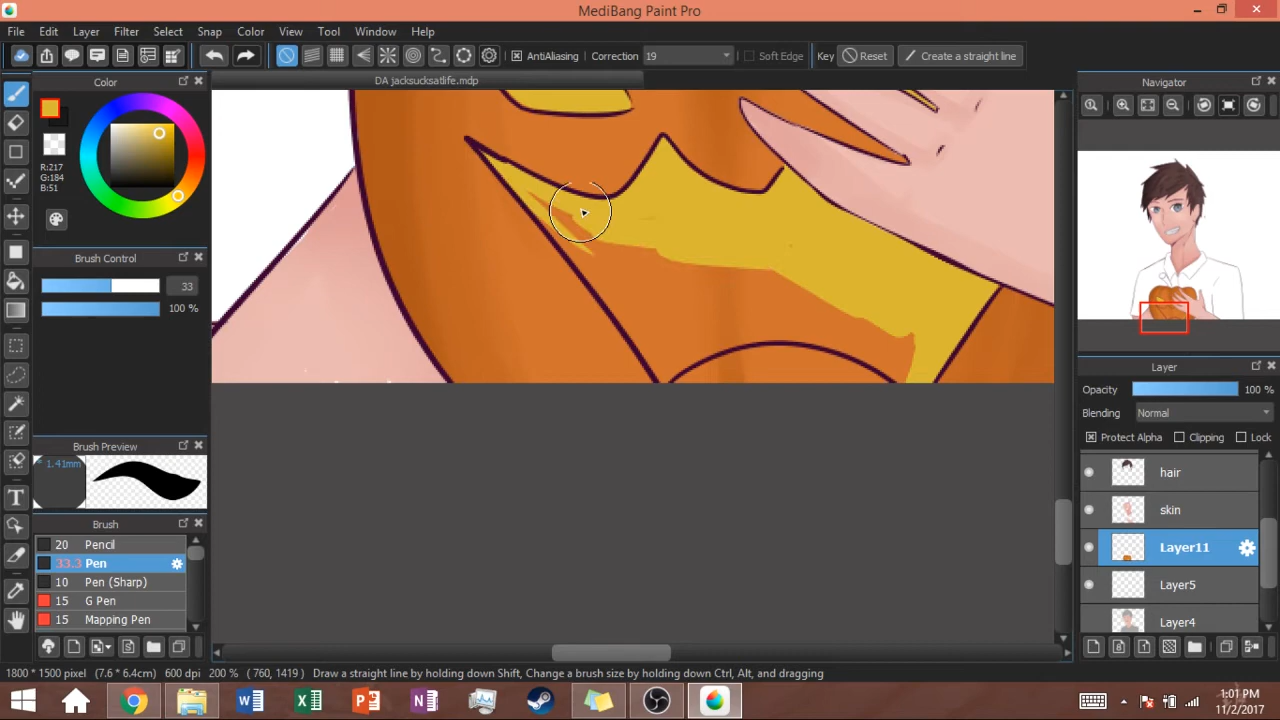 MediBang Paint Pro
File Edit Layer Filter Select Snap Color View Tool Window Help
AntiAliasing Correction 19 Soft Edge Key Reset Create a straight line
Color
DA jacksucksatlife.mdp
Navigator
R:217
G:184
B:51
Brush Control
33
100 %
Brush Preview
1.41mm
Brush
20 Pencil
33.3 Pen
10 Pen (Sharp)
15 G Pen
15 Mapping Pen
Layer
Opacity 100 %
Blending Normal
Protect Alpha Clipping Lock
hair
skin
Layer11
Layer5
Layer4
1800 * 1500 pixel (7.6 * 6.4cm) 600 dpi 200 % ( 760, 1419 ) Draw a straight line by holding down Shift, Change a brush size by holding down Ctrl, Alt, and dragging
1:01 PM
11/2/2017